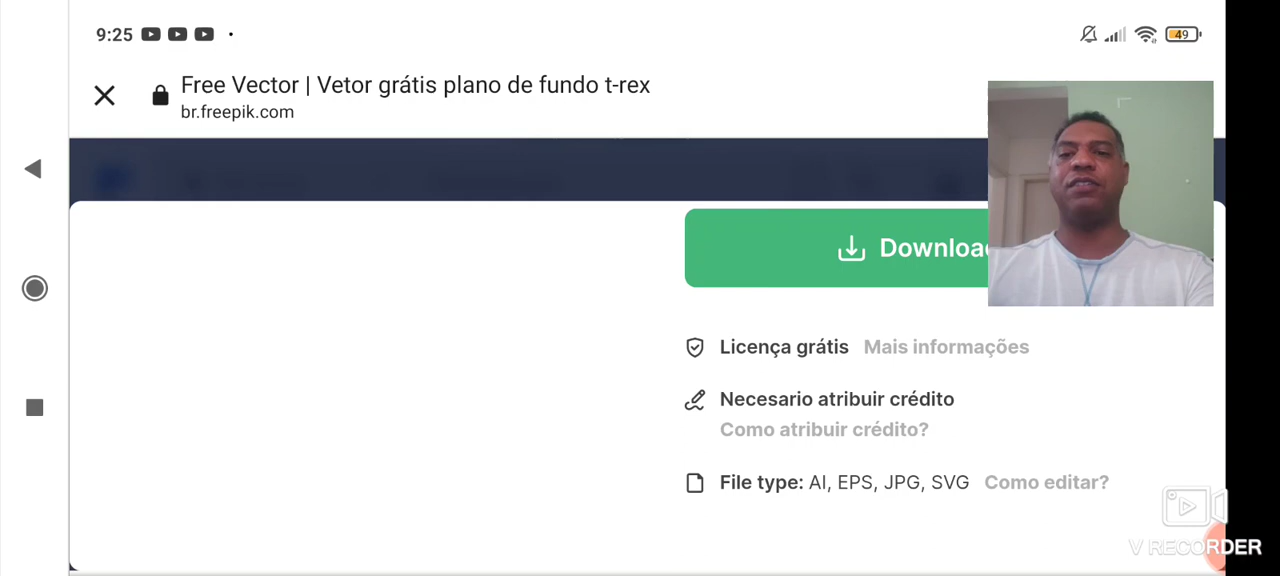 9:25
49
Free Vector | Vetor grátis plano de fundo t-rex
br.freepik.com
Downloa
Licença grátis Mais informações
Necesario atribuir crédito
Como atribuir crédito?
File type: AI, EPS, JPG, SVG Como editar?
V RECORDER